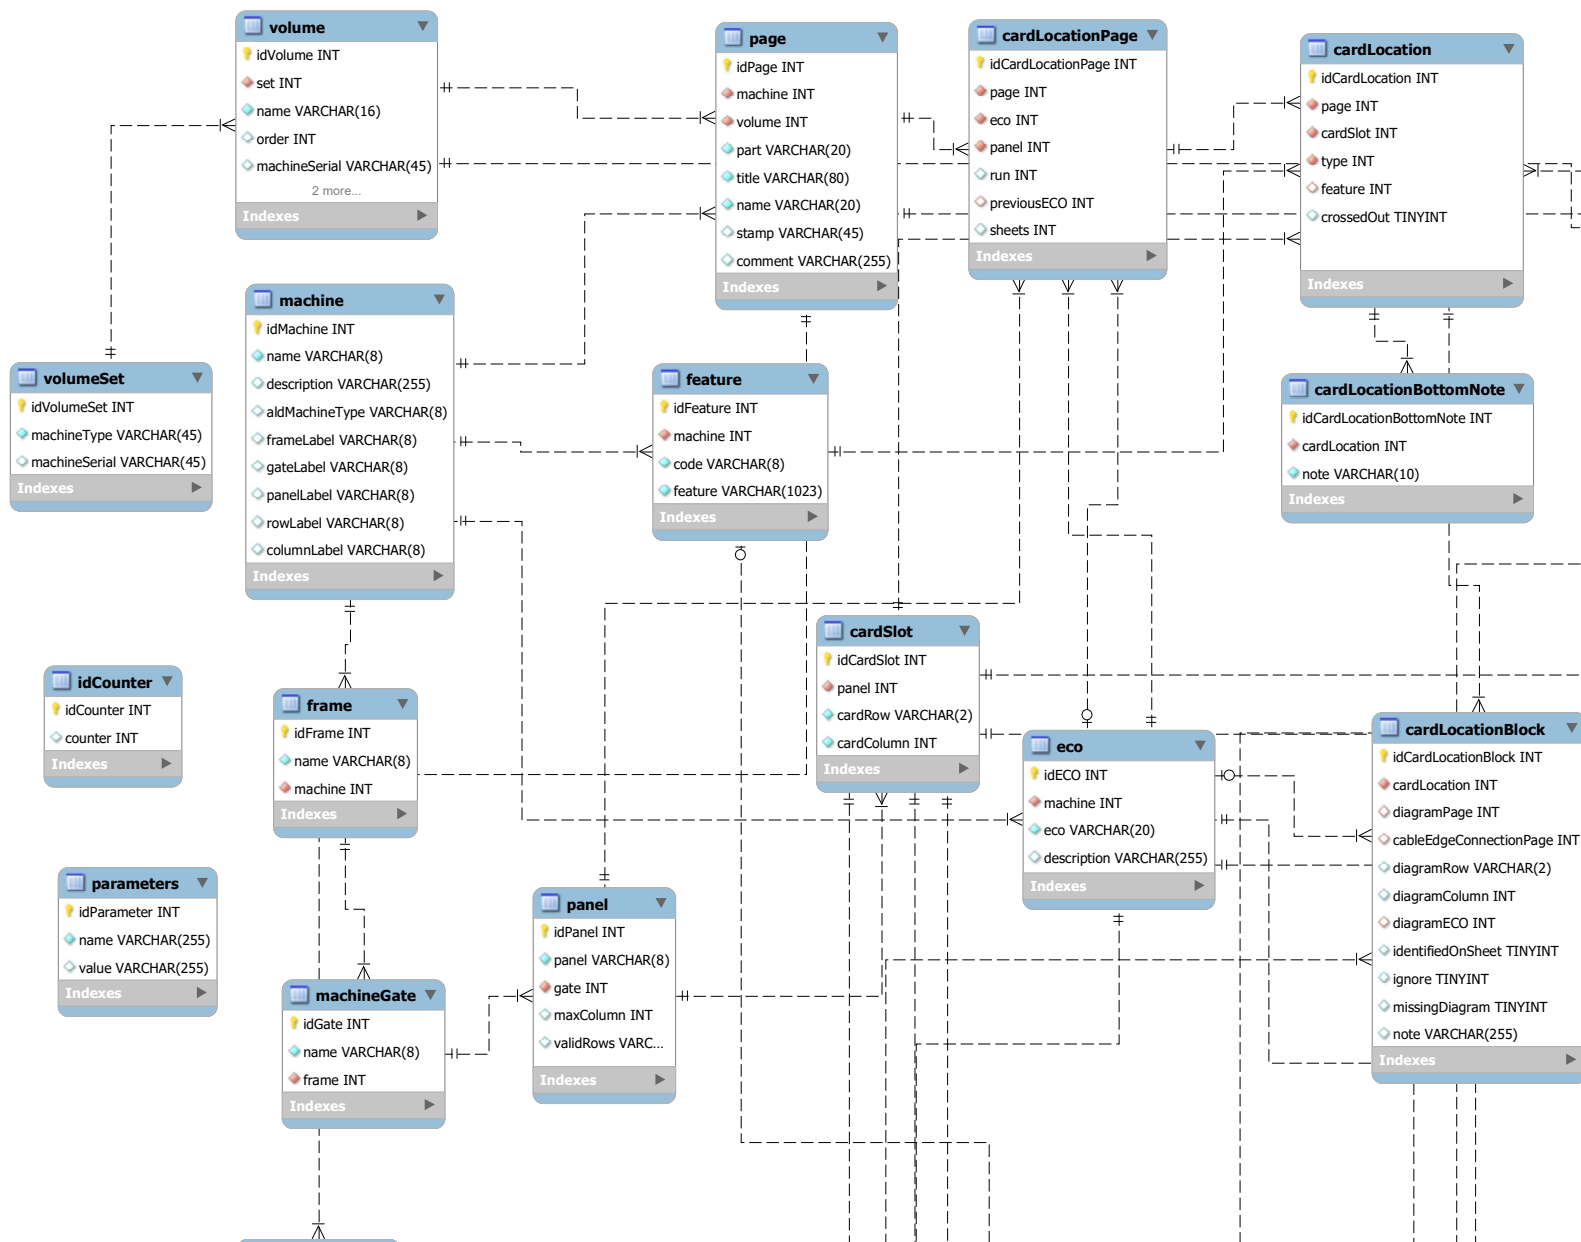 volume
idVolume INT
set INT
name VARCHAR(16)
order INT
machineSerial VARCHAR(45)
2 more...
Indexes
page
idPage INT
machine INT
volume INT
part VARCHAR(20)
title VARCHAR(80)
name VARCHAR(20)
stamp VARCHAR(45)
comment VARCHAR(255)
Indexes
cardLocationPage
idCardLocationPage INT
page INT
eco INT
panel INT
run INT
previousECO INT
sheets INT
Indexes
cardLocation
idCardLocation INT
page INT
cardSlot INT
type INT
feature INT
crossedOut TINYINT
Indexes
machine
idMachine INT
name VARCHAR(8)
description VARCHAR(255)
aldMachineType VARCHAR(8)
frameLabel VARCHAR(8)
gateLabel VARCHAR(8)
panelLabel VARCHAR(8)
rowLabel VARCHAR(8)
columnLabel VARCHAR(8)
Indexes
volumeSet
idVolumeSet INT
machineType VARCHAR(45)
machineSerial VARCHAR(45)
Indexes
feature
idFeature INT
machine INT
code VARCHAR(8)
feature VARCHAR(1023)
Indexes
cardLocationBottomNote
idCardLocationBottomNote INT
cardLocation INT
note VARCHAR(10)
Indexes
cardSlot
idCardSlot INT
panel INT
cardRow VARCHAR(2)
cardColumn INT
Indexes
idCounter
idCounter INT
counter INT
Indexes
frame
idFrame INT
name VARCHAR(8)
machine INT
Indexes
eco
idECO INT
machine INT
eco VARCHAR(20)
description VARCHAR(255)
Indexes
cardLocationBlock
idCardLocationBlock INT
cardLocation INT
diagramPage INT
cableEdgeConnectionPage INT
diagramRow VARCHAR(2)
diagramColumn INT
diagramECO INT
identifiedOnSheet TINYINT
ignore TINYINT
missingDiagram TINYINT
note VARCHAR(255)
Indexes
parameters
idParameter INT
name VARCHAR(255)
value VARCHAR(255)
Indexes
panel
idPanel INT
panel VARCHAR(8)
gate INT
maxColumn INT
validRows VARC...
Indexes
machineGate
idGate INT
name VARCHAR(8)
frame INT
Indexes